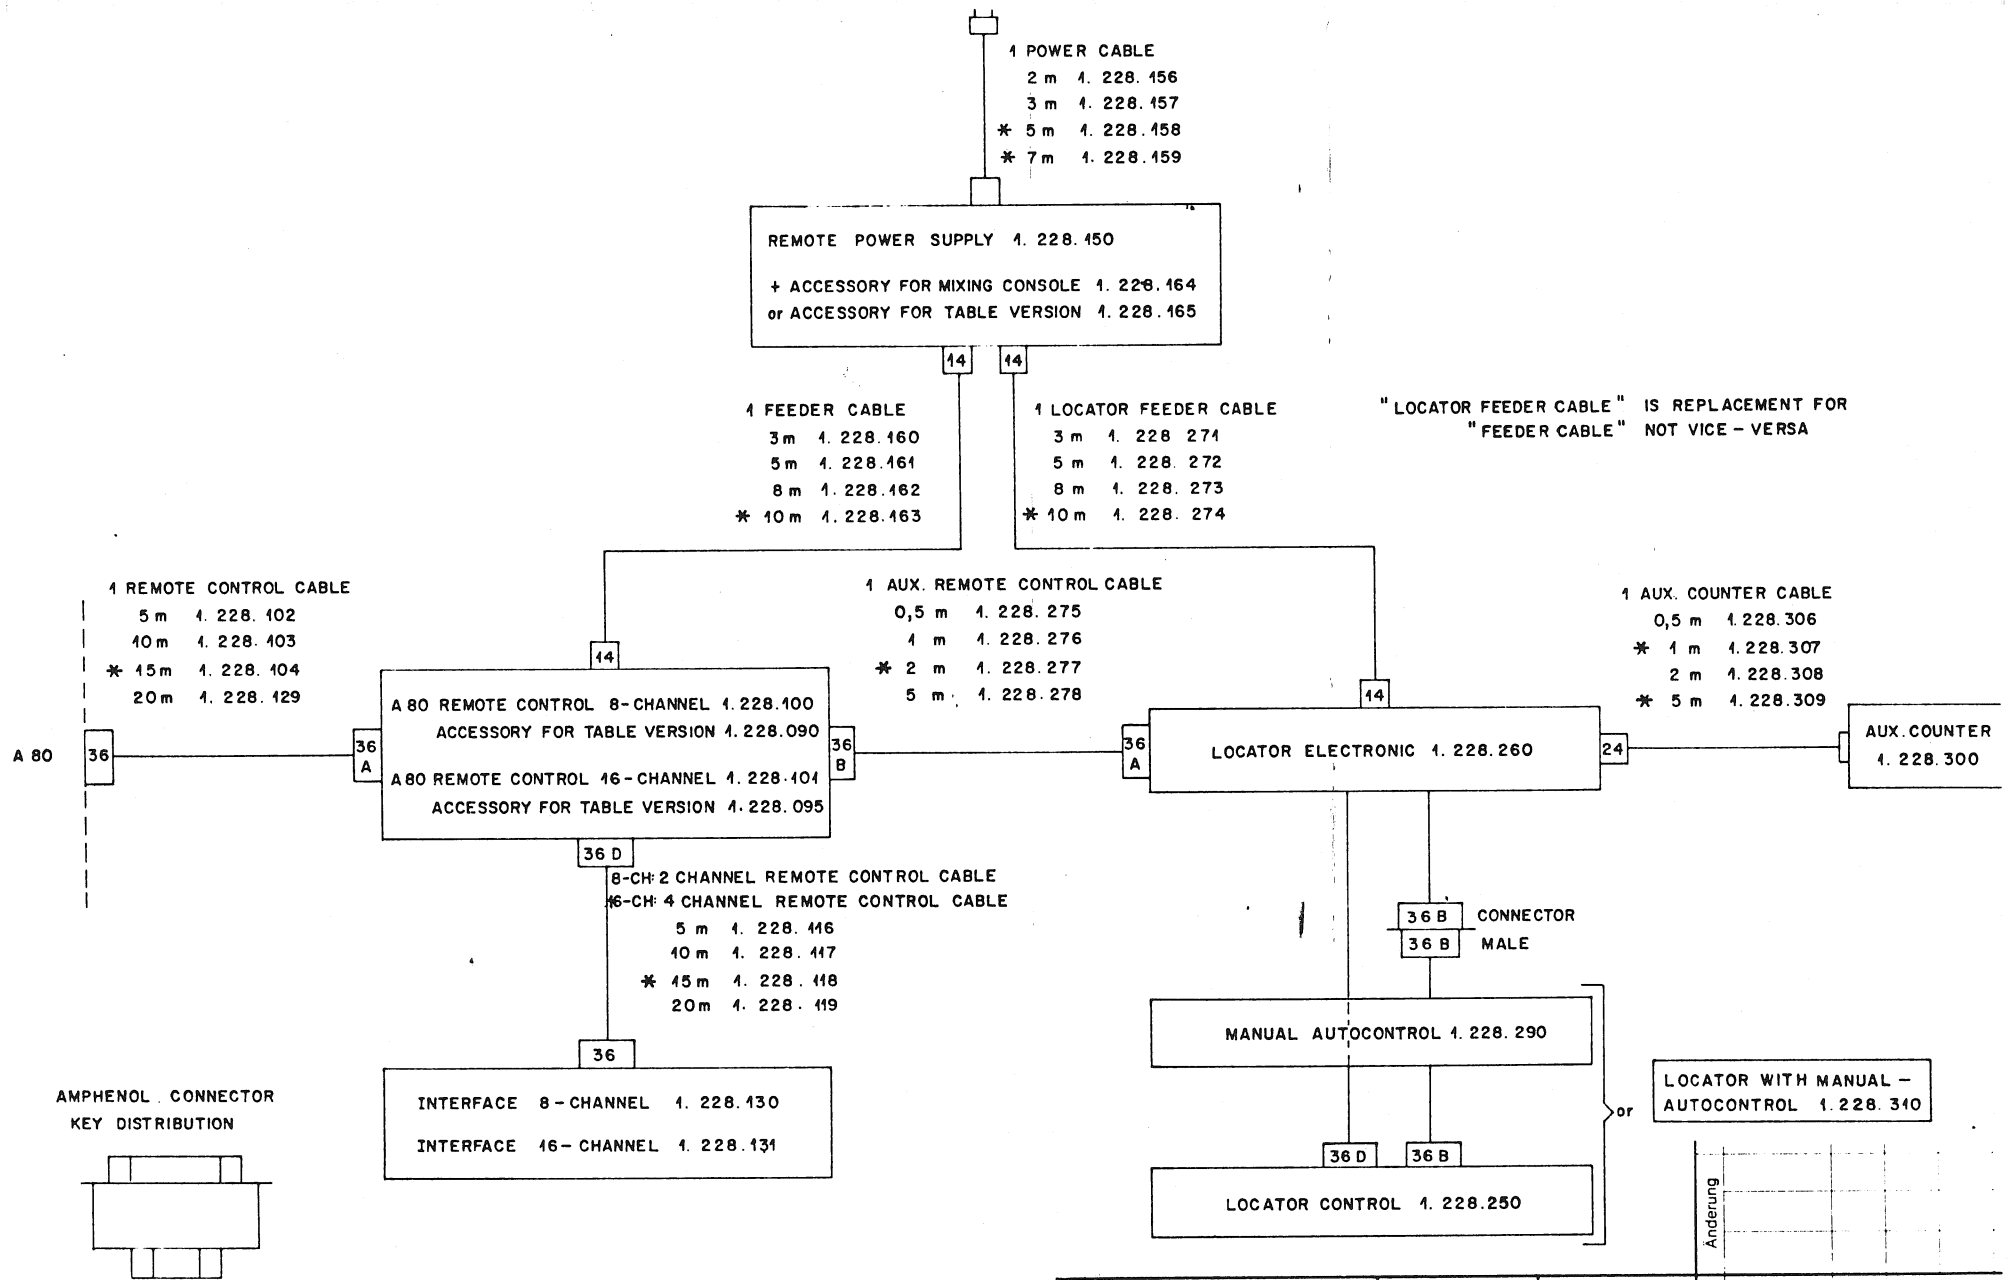 1 POWER CABLE
2 m 1. 228. 156
3 m 1. 228. 157
* 5 m 1. 228. 158
* 7 m 1. 228. 159
REMOTE POWER SUPPLY 1. 228. 150
+ ACCESSORY FOR MIXING CONSOLE 1. 228. 164
or ACCESSORY FOR TABLE VERSION 1. 228. 165
14
14
1 FEEDER CABLE
3 m 1. 228. 160
5 m 1. 228. 161
8 m 1. 228. 162
* 10 m 1. 228. 163
1 LOCATOR FEEDER CABLE
3 m 1. 228 271
5 m 1. 228. 272
8 m 1. 228. 273
* 10 m 1. 228. 274
"LOCATOR FEEDER CABLE" IS REPLACEMENT FOR
"FEEDER CABLE" NOT VICE - VERSA
1 REMOTE CONTROL CABLE
5 m 1. 228. 102
10 m 1. 228. 103
* 15 m 1. 228. 104
20 m 1. 228. 129
1 AUX. REMOTE CONTROL CABLE
0,5 m 1. 228. 275
1 m 1. 228. 276
* 2 m 1. 228. 277
5 m 1. 228. 278
1 AUX. COUNTER CABLE
0,5 m 1. 228. 306
* 1 m 1. 228. 307
2 m 1. 228. 308
* 5 m 1. 228. 309
A 80
36
36
A
14
A 80 REMOTE CONTROL 8-CHANNEL 1. 228. 100
ACCESSORY FOR TABLE VERSION 1. 228. 090
A 80 REMOTE CONTROL 16-CHANNEL 1. 228. 101
ACCESSORY FOR TABLE VERSION 1. 228. 095
36
B
36 D
36
A
14
LOCATOR ELECTRONIC 1. 228. 260
24
AUX. COUNTER
1. 228. 300
8-CH: 2 CHANNEL REMOTE CONTROL CABLE
16-CH: 4 CHANNEL REMOTE CONTROL CABLE
5 m 1. 228. 116
10 m 1. 228. 117
* 15 m 1. 228. 118
20 m 1. 228. 119
36 B CONNECTOR
36 B MALE
36
INTERFACE 8-CHANNEL 1. 228. 130
INTERFACE 16-CHANNEL 1. 228. 131
MANUAL AUTOCONTROL 1. 228. 290
36 D
36 B
LOCATOR CONTROL 1. 228. 250
or
LOCATOR WITH MANUAL -
AUTOCONTROL 1. 228. 310
AMPHENOL CONNECTOR
KEY DISTRIBUTION
Änderung